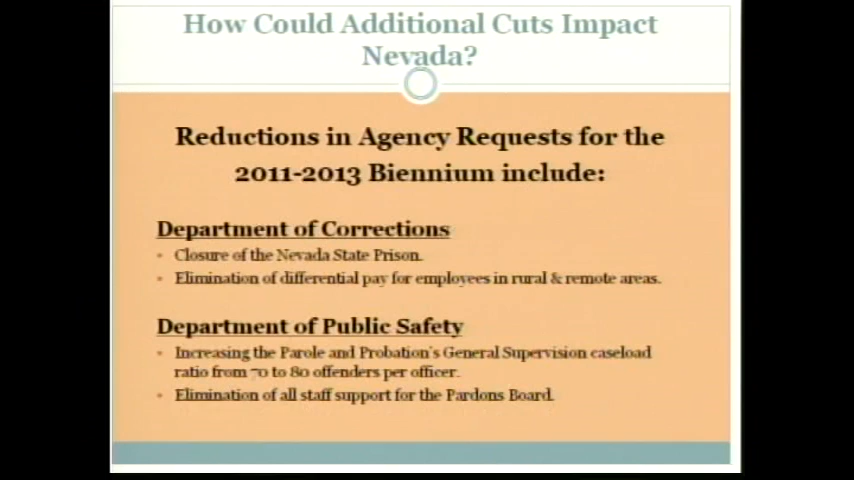 How Could Additional Cuts Impact
Nevada?
Reductions in Agency Requests for the
2011-2013 Biennium include:
Department of Corrections
• Closure of the Nevada State Prison.
• Elimination of differential pay for employees in rural & remote areas.
Department of Public Safety
• Increasing the Parole and Probation's General Supervision caseload
ratio from 70 to 80 offenders per officer.
• Elimination of all staff support for the Pardons Board.